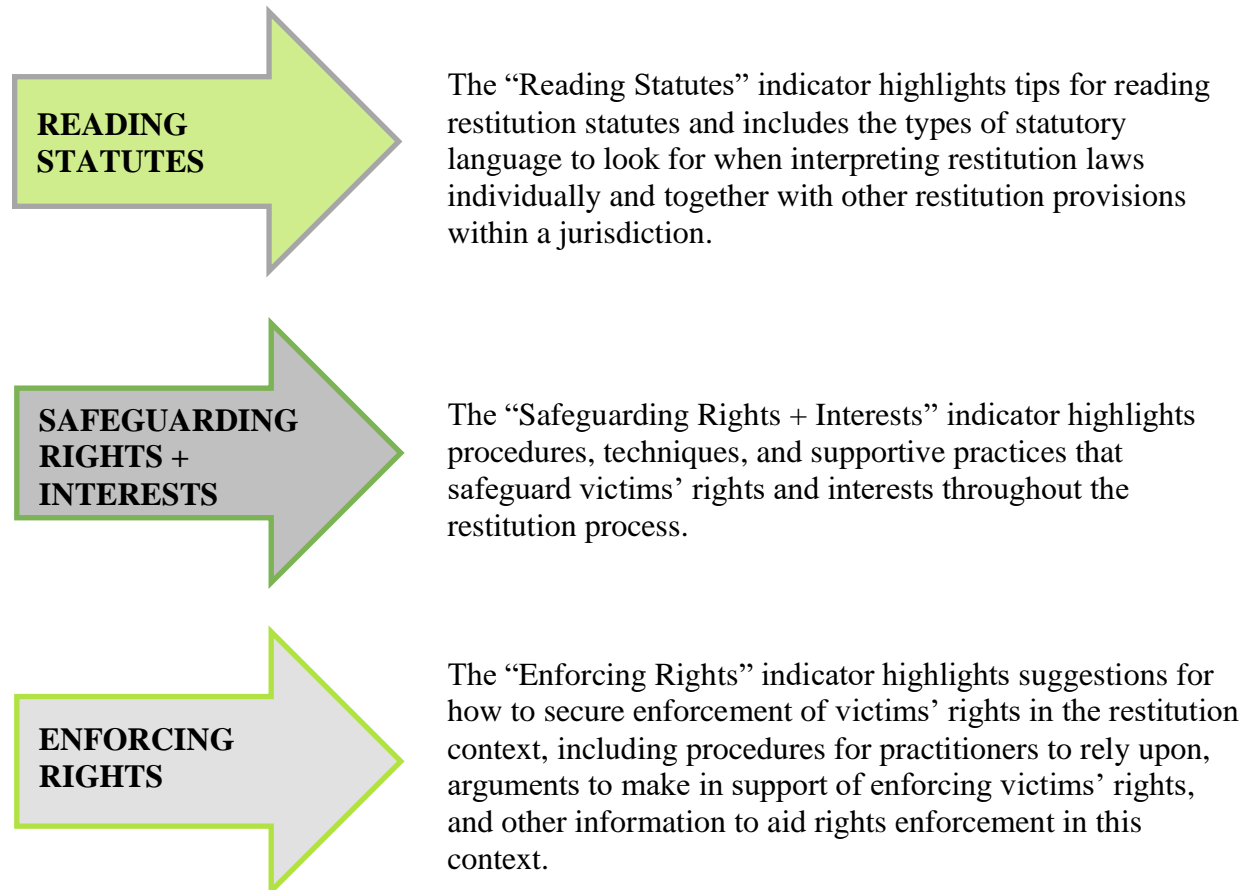 READING
STATUTES
The “Reading Statutes” indicator highlights tips for reading
restitution statutes and includes the types of statutory
language to look for when interpreting restitution laws
individually and together with other restitution provisions
within a jurisdiction.
SAFEGUARDING
RIGHTS +
INTERESTS
The “Safeguarding Rights + Interests” indicator highlights
procedures, techniques, and supportive practices that
safeguard victims’ rights and interests throughout the
restitution process.
ENFORCING
RIGHTS
The “Enforcing Rights” indicator highlights suggestions for
how to secure enforcement of victims’ rights in the restitution
context, including procedures for practitioners to rely upon,
arguments to make in support of enforcing victims’ rights,
and other information to aid rights enforcement in this
context.